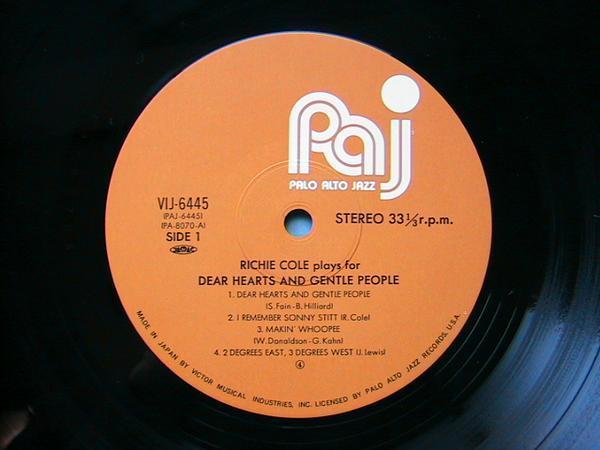 Paj
PALO ALTO JAZZ
VIJ-6445
(PAJ-6445)
(PA-8070-A)
SIDE 1
STEREO 33 1/3 r.p.m.
RICHIE COLE plays for
DEAR HEARTS AND GENTLE PEOPLE
1. DEAR HEARTS AND GENTLE PEOPLE
(S. Fain-B. Hilliard)
2. I REMEMBER SONNY STITT (R. Cole)
3. MAKIN' WHOOPEE
(W. Donaldson-G. Kahn)
4. 2 DEGREES EAST, 3 DEGREES WEST (J. Lewis)
4
MADE IN JAPAN BY VICTOR MUSICAL INDUSTRIES, INC. LICENSED BY PALO ALTO JAZZ RECORDS, U.S.A.